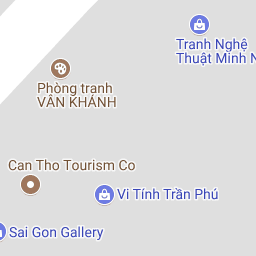 Tranh Nghệ
Thuật Minh
Phòng tranh
VÂN KHÁNH
Can Tho Tourism Co
Vi Tính Trần Phú
Sai Gon Gallery